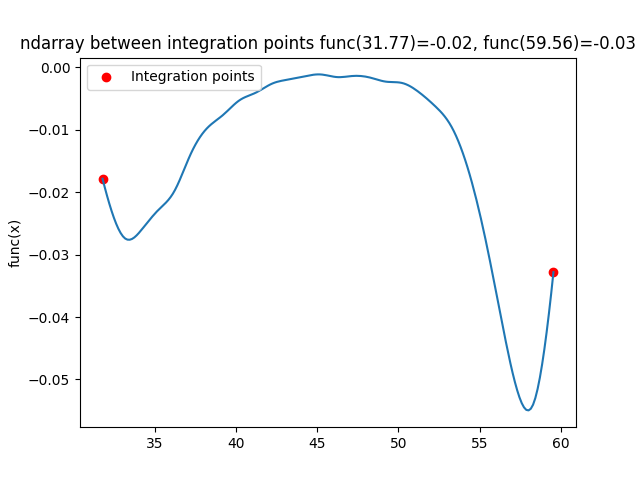 ndarray between integration points func(31.77)=-0.02, func(59.56)=-0.03
Integration points
0.00
−0.01
−0.02
−0.03
−0.04
−0.05
func(x)
35 40 45 50 55 60